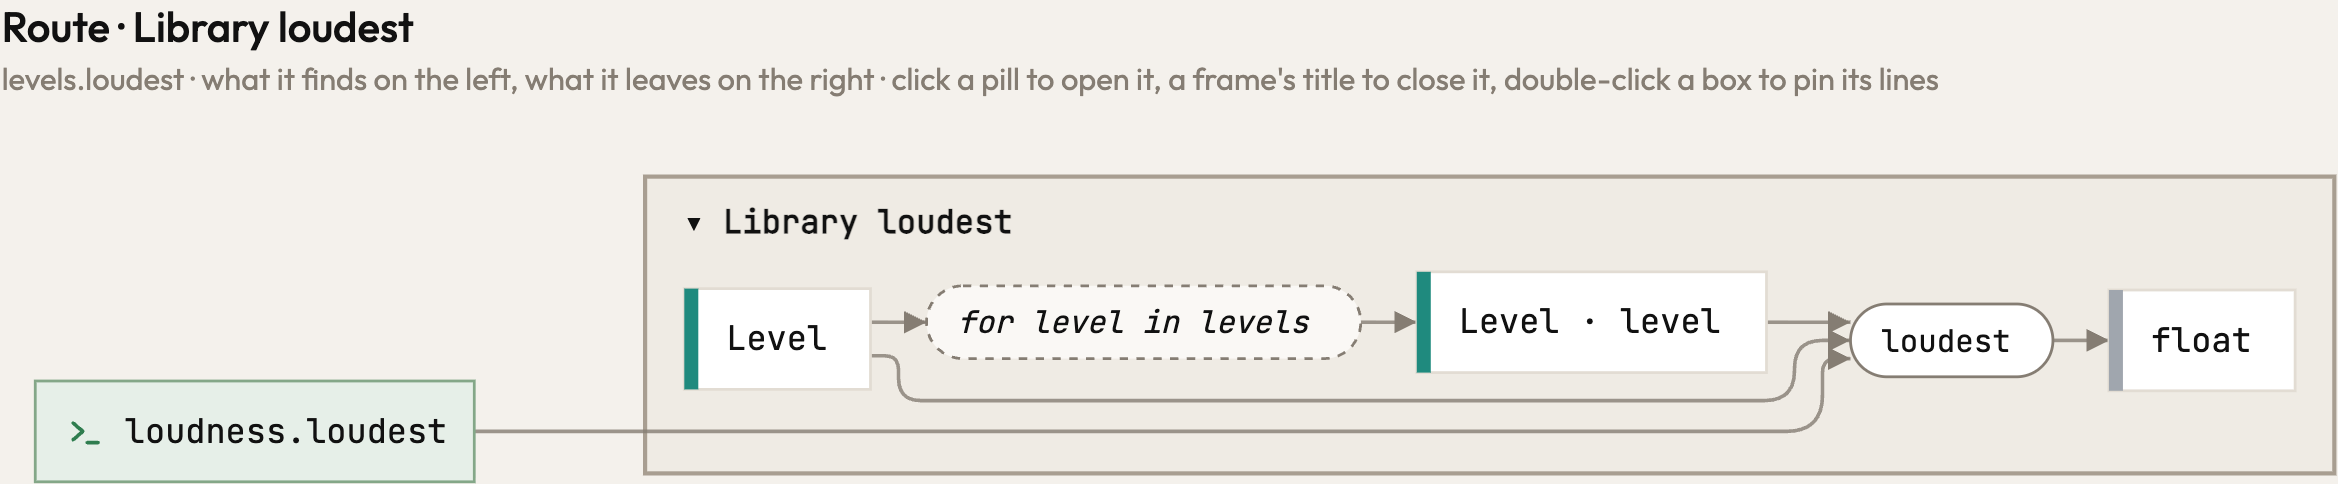 Route · Library loudest
levels.loudest · what it finds on the left, what it leaves on the right · click a pill to open it, a frame's title to close it, double-click a box to pin its lines
▼ Library loudest
Level
for level in levels
Level · level
loudest
float
>_ loudness.loudest